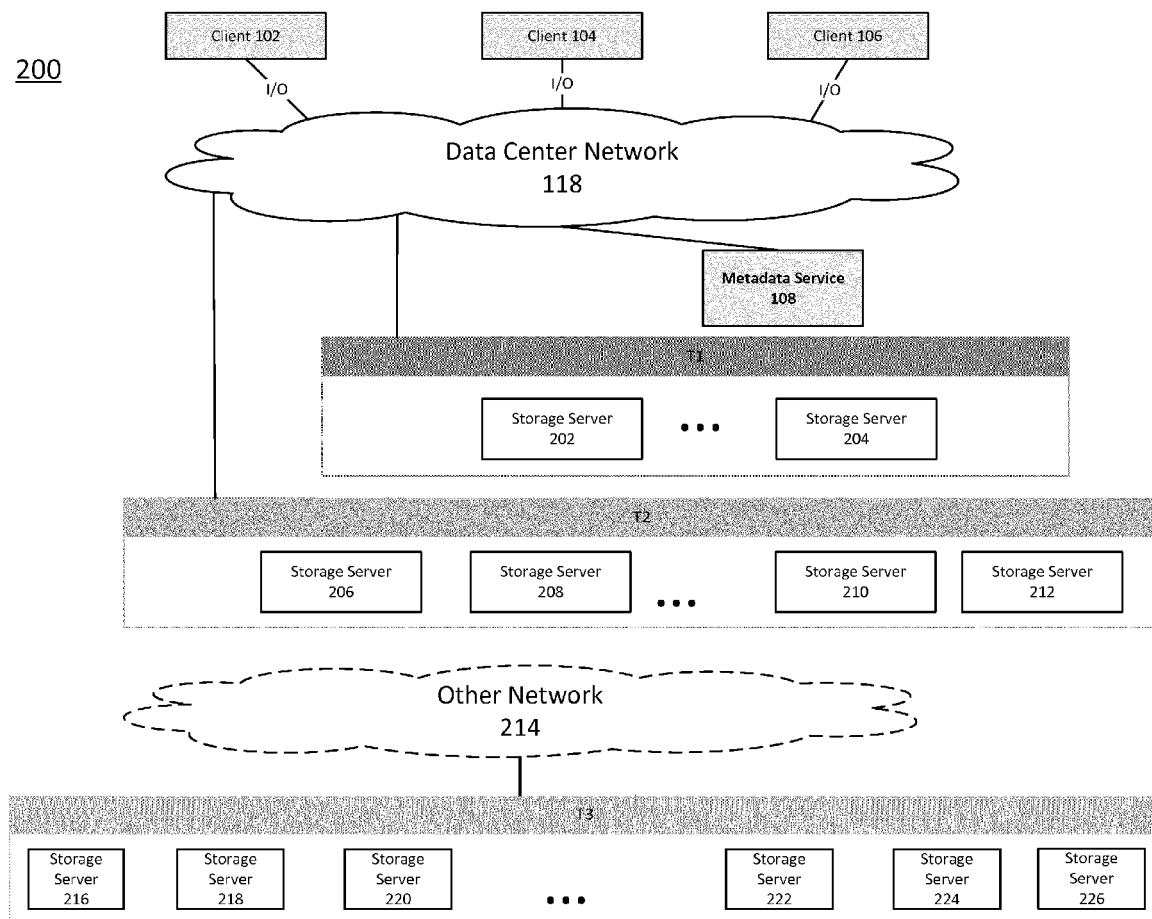 Client 102
Client 104
Client 106
200
I/O
I/O
I/O
Data Center Network
118
Metadata Service
108
T1
Storage Server
202
Storage Server
204
T2
Storage Server
206
Storage Server
208
Storage Server
210
Storage Server
212
Other Network
214
T3
Storage
Server
216
Storage
Server
218
Storage
Server
220
Storage
Server
222
Storage
Server
224
Storage
Server
226